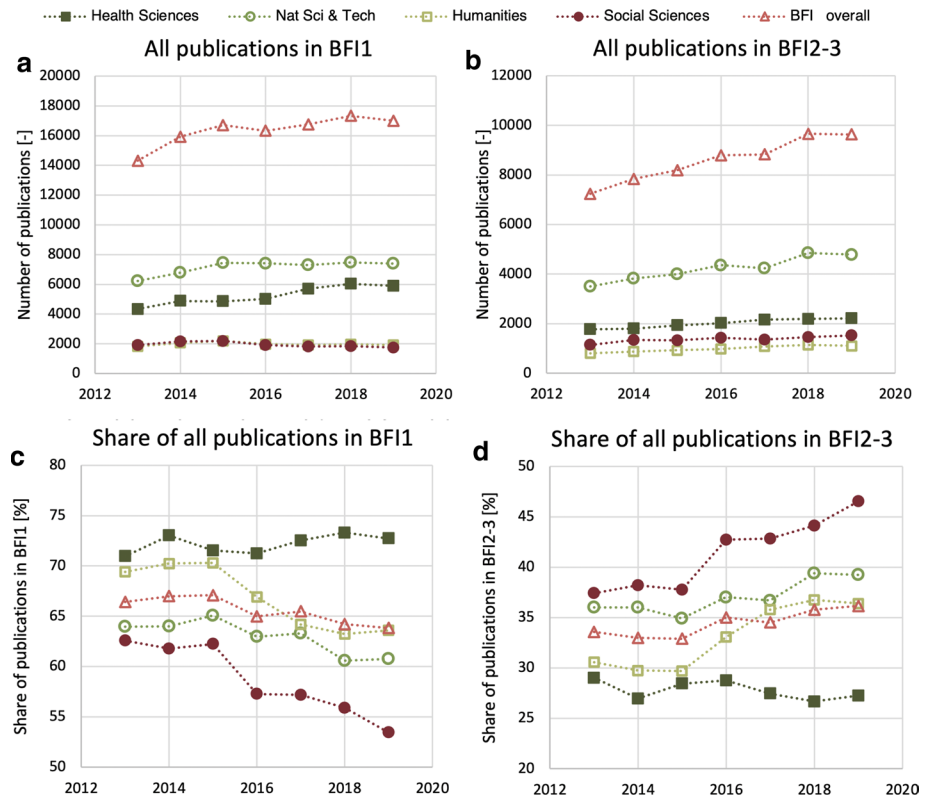 Health Sciences Nat Sci & Tech Humanities Social Sciences BFI overall
a All publications in BFI1
Number of publications [-]
20000
18000
16000
14000
12000
10000
8000
6000
4000
2000
0
2012 2014 2016 2018 2020
b All publications in BFI2-3
Number of publications [-]
12000
10000
8000
6000
4000
2000
0
2012 2014 2016 2018 2020
c Share of all publications in BFI1
Share of publications in BFI1 [%]
80
75
70
65
60
55
50
2012 2014 2016 2018 2020
d Share of all publications in BFI2-3
Share of publications in BFI2-3 [%]
50
45
40
35
30
25
20
2012 2014 2016 2018 2020